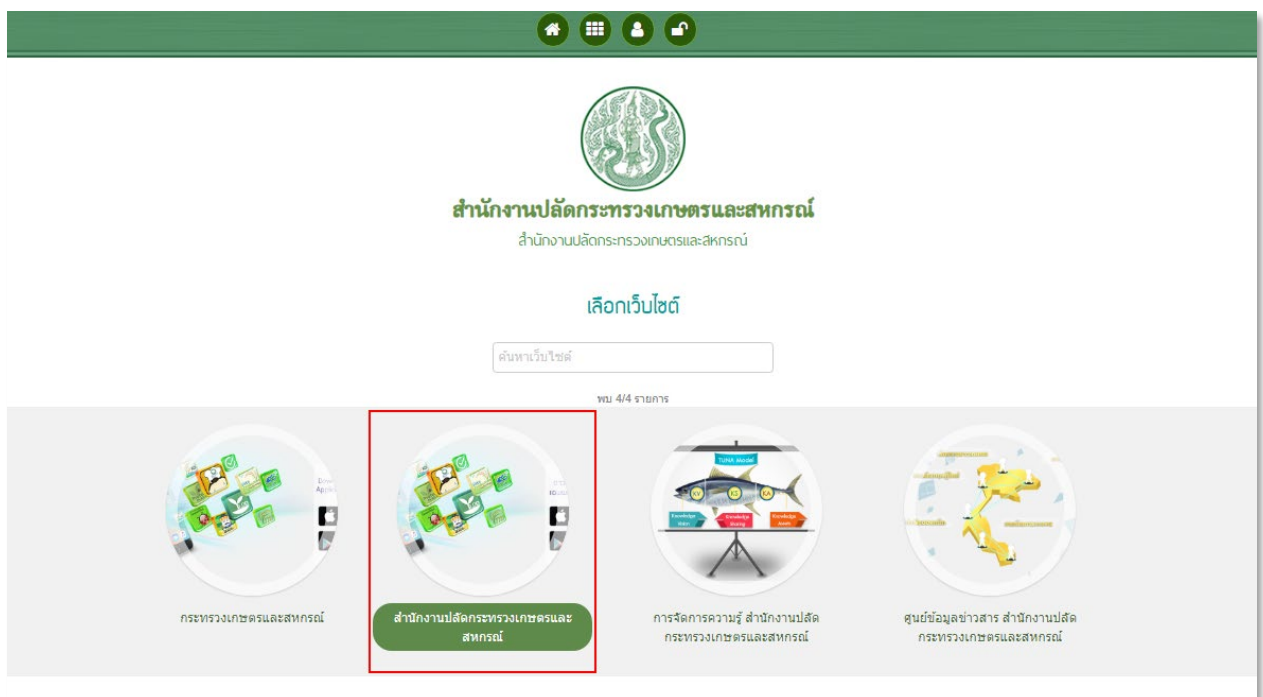 สำนักงานปลัดกระทรวงเกษตรและสหกรณ์
สำนักงานปลัดกระทรวงเกษตรและสหกรณ์
เลือกเว็บไซต์
ค้นหาเว็บไซต์
พบ 4/4 รายการ
TUNA Model
KV
KS
KA
กระทรวงเกษตรและสหกรณ์
สำนักงานปลัดกระทรวงเกษตรและ
สหกรณ์
การจัดการความรู้ สำนักงานปลัด
กระทรวงเกษตรและสหกรณ์
ศูนย์ข้อมูลข่าวสาร สำนักงานปลัด
กระทรวงเกษตรและสหกรณ์